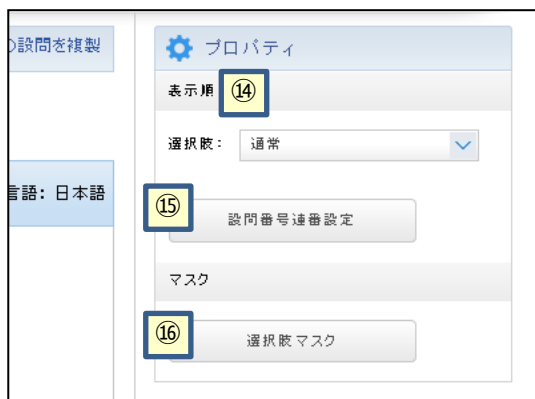 の設問を複製
プロパティ
表示順 ⑭
選択肢： 通常
言語: 日本語
⑮
設問番号連番設定
マスク
⑯
選択肢マスク